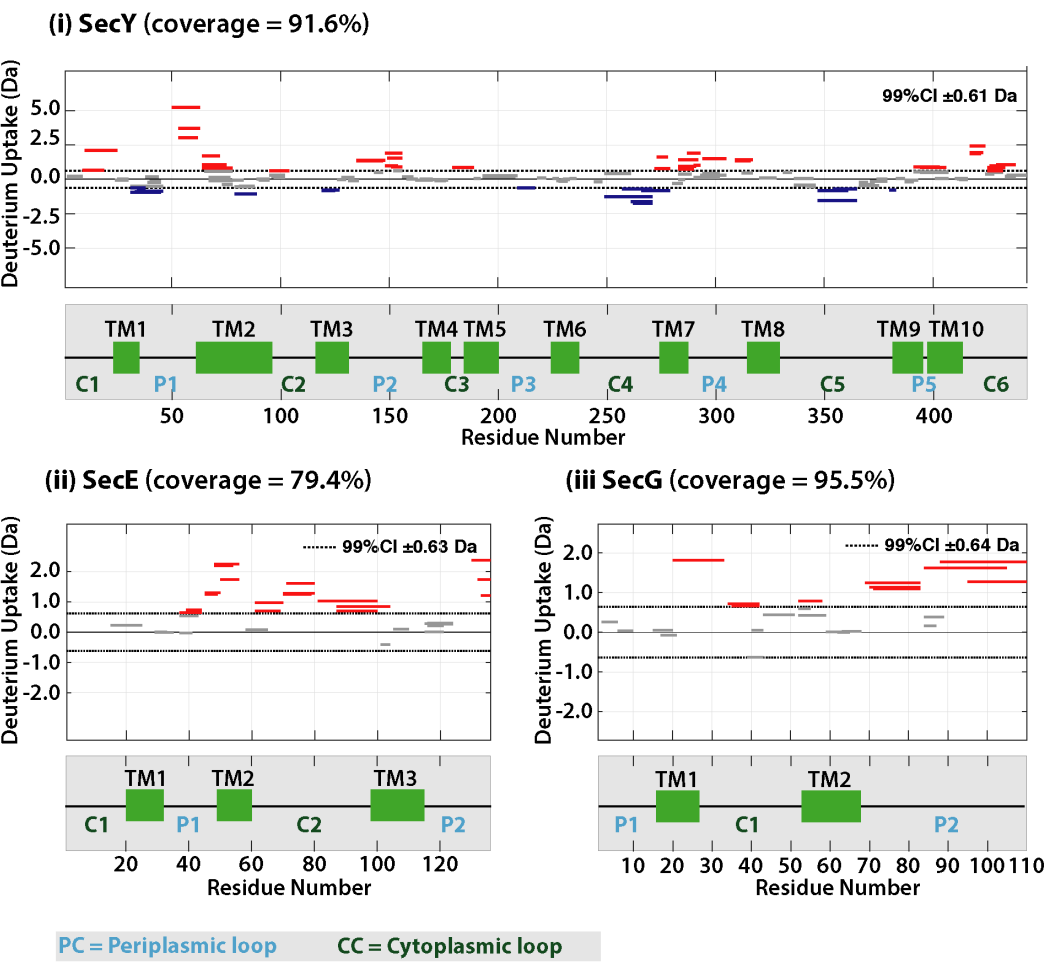 (i) SecY (coverage = 91.6%)
Deuterium Uptake (Da)
99%CI ±0.61 Da
5.0
2.5
0.0
-2.5
-5.0
TM1 TM2 TM3 TM4 TM5 TM6 TM7 TM8 TM9 TM10
C1 P1 C2 P2 C3 P3 C4 P4 C5 P5 C6
50 100 150 200 250 300 350 400
Residue Number
(ii) SecE (coverage = 79.4%)
Deuterium Uptake (Da)
99%CI ±0.63 Da
2.0
1.0
0.0
-1.0
-2.0
TM1 TM2 TM3
C1 P1 C2 P2
20 40 60 80 100 120
Residue Number
(iii SecG (coverage = 95.5%)
Deuterium Uptake (Da)
99%CI ±0.64 Da
2.0
1.0
0.0
-1.0
-2.0
TM1 TM2
P1 C1 P2
10 20 30 40 50 60 70 80 90 100 110
Residue Number
PC = Periplasmic loop CC = Cytoplasmic loop